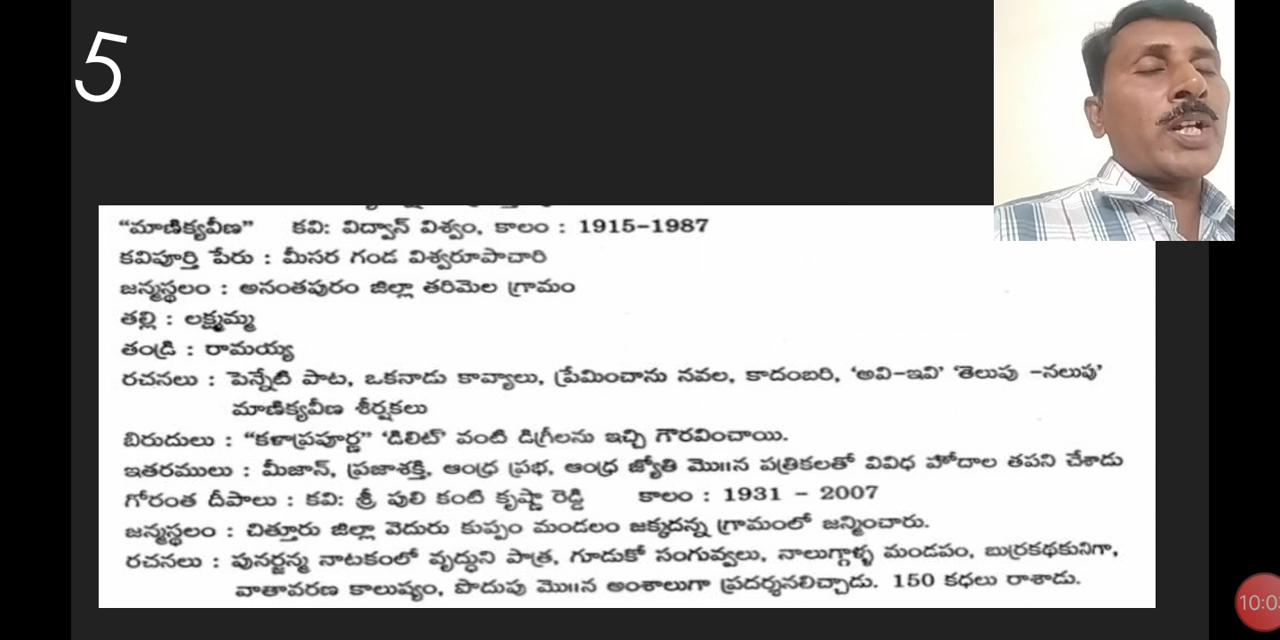 5
“మాణిక్యవీణ” కవి: విద్వాన్ విశ్వం, కాలం : 1915-1987
కవిపూర్తి పేరు : మీసర గండ విశ్వరూపాచారి
జన్మస్థలం : అనంతపురం జిల్లా తరిమెల గ్రామం
తల్లి : లక్ష్మమ్మ
తండ్రి : రామయ్య
రచనలు : పెన్నేటి పాట, ఒకనాడు కావ్యాలు, ప్రేమించాను నవల, కాదంబరి, ‘అవి-ఇవి’ ‘తెలుపు -నలుపు’
మాణిక్యవీణ శీర్షకలు
బిరుదులు : “కళాప్రపూర్ణ” ‘డిలిట్’ వంటి డిగ్రీలను ఇచ్చి గౌరవించాయి.
ఇతరములు : మీజాన్, ప్రజాశక్తి, ఆంధ్ర ప్రభ, ఆంధ్ర జ్యోతి మొ॥న పత్రికలతో వివిధ హోదాల తపని చేశాడు
గోరంత దీపాలు : కవి: శ్రీ పులి కంటి కృష్ణా రెడ్డి కాలం : 1931 - 2007
జన్మస్థలం : చిత్తూరు జిల్లా వెదురు కుప్పం మండలం జక్కదన్న గ్రామంలో జన్మించారు.
రచనలు : పునర్జన్మ నాటకంలో వృద్ధుని పాత్ర, గూడుకో సంగువ్వలు, నాలుగ్గాళ్ళ మండపం, బుర్రకథకునిగా,
వాతావరణ కాలుష్యం, పొదుపు మొ॥న అంశాలుగా ప్రదర్శనలిచ్చాడు. 150 కధలు రాశాడు.